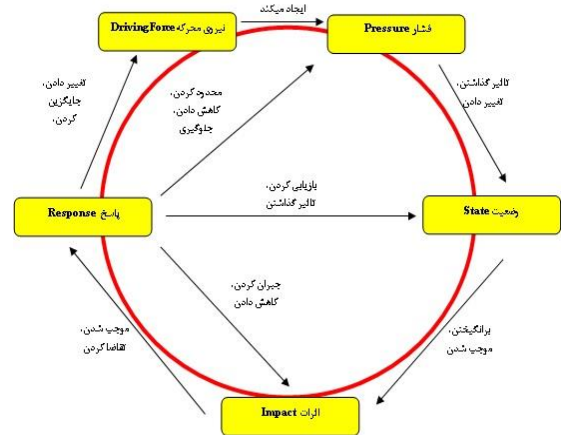 ایجاد میکند
نیروی محرکه DrivingForce
فشار Pressure
تغییر دادن،
جایگزین
کردن،
محدود کردن،
کاهش دادن،
جلوگیری
تاثیر گذاشتن،
تغییر دادن
بازیابی کردن،
تاثیر گذاشتن
پاسخ Response
وضعیت State
جبران کردن،
کاهش دادن
موجب شدن،
تقاضا کردن
برانگیختن،
موجب شدن
اثرات Impact